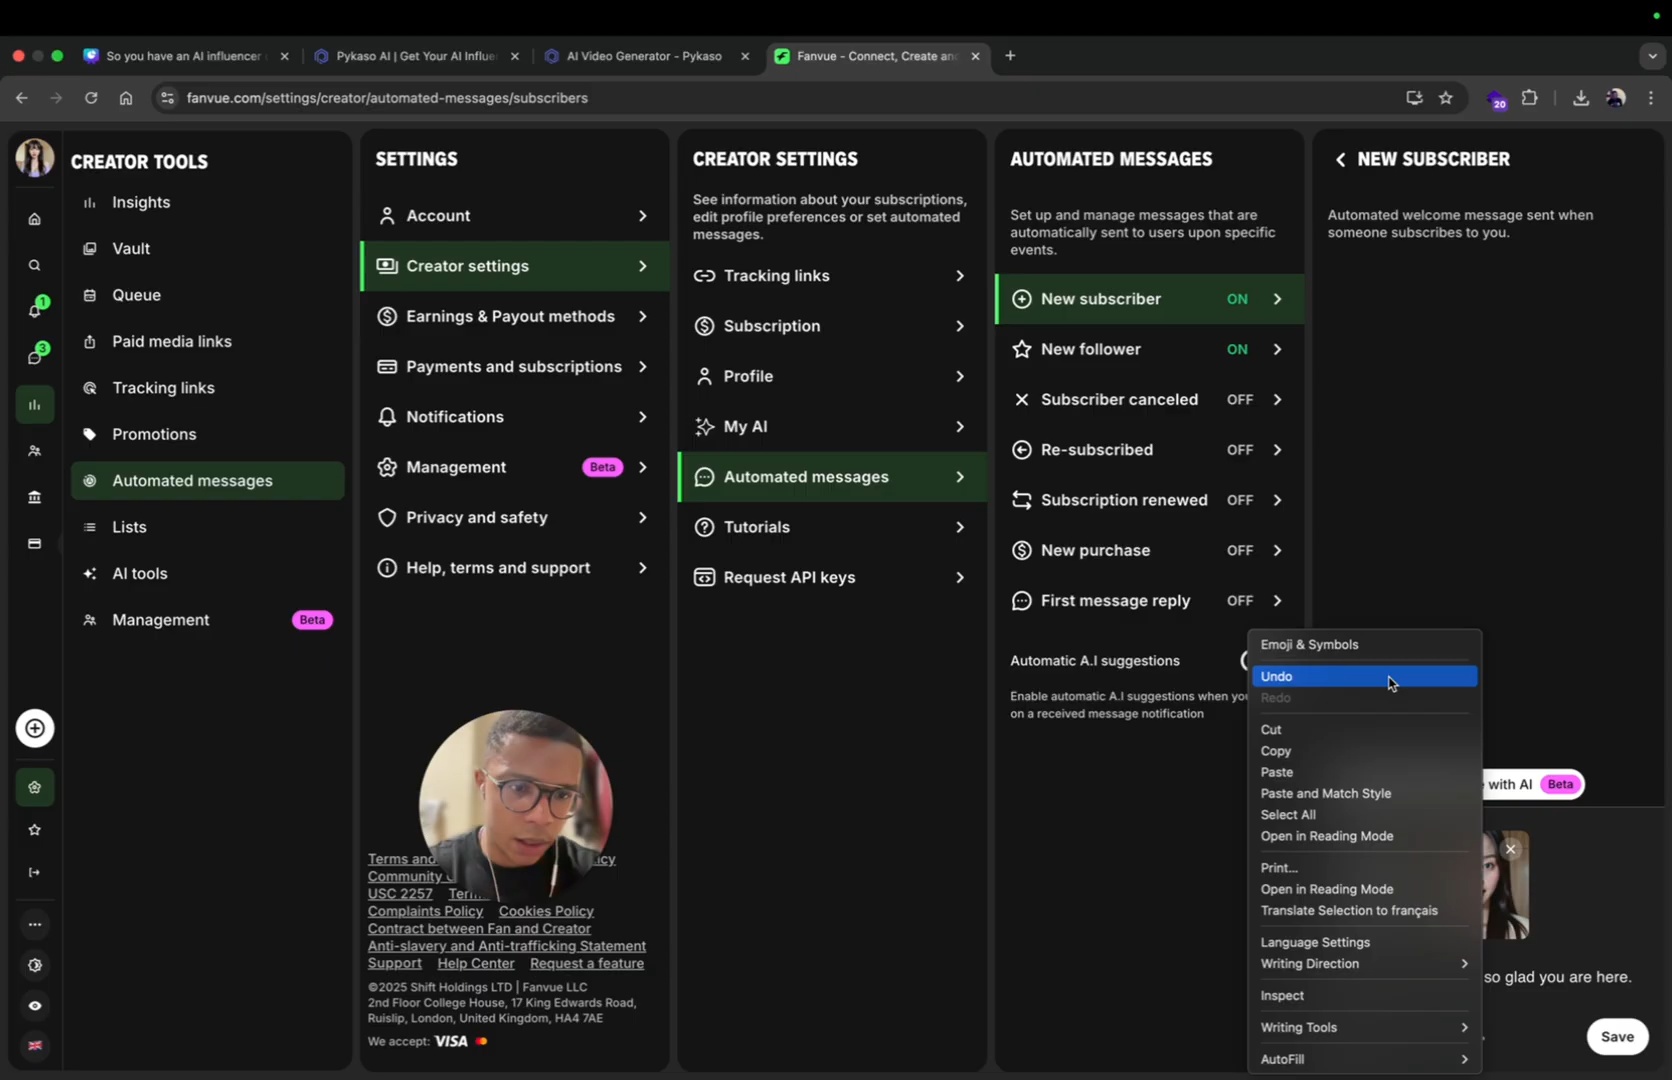 So you have an AI influencer
Pykaso AI | Get Your AI Influe
AI Video Generator - Pykaso
Fanvue - Connect, Create an
fanvue.com/settings/creator/automated-messages/subscribers
20
CREATOR TOOLS
Insights
Vault
Queue
1
Paid media links
3
Tracking links
Promotions
Automated messages
Lists
AI tools
Management Beta
SETTINGS
Account
Creator settings
Earnings & Payout methods
Payments and subscriptions
Notifications
Management Beta
Privacy and safety
Help, terms and support
Terms and
Community
USC 2257
Complaints Policy Cookies Policy
Contract between Fan and Creator
Anti-slavery and Anti-trafficking Statement
Support Help Center Request a feature
©2025 Shift Holdings LTD | Fanvue LLC
2nd Floor College House, 17 King Edwards Road,
Ruislip, London, United Kingdom, HA4 7AE
We accept: VISA
CREATOR SETTINGS
See information about your subscriptions,
edit profile preferences or set automated
messages.
Tracking links
Subscription
Profile
My AI
Automated messages
Tutorials
Request API keys
AUTOMATED MESSAGES
Set up and manage messages that are
automatically sent to users upon specific
events.
New subscriber ON
New follower ON
Subscriber canceled OFF
Re-subscribed OFF
Subscription renewed OFF
New purchase OFF
First message reply OFF
Automatic A.I suggestions
Enable automatic A.I suggestions when yo
on a received message notification
NEW SUBSCRIBER
Automated welcome message sent when
someone subscribes to you.
Emoji & Symbols
Undo
Redo
Cut
Copy
Paste
Paste and Match Style
Select All
Open in Reading Mode
Print...
Open in Reading Mode
Translate Selection to français
Language Settings
Writing Direction
Inspect
Writing Tools
AutoFill
with AI Beta
so glad you are here.
Save